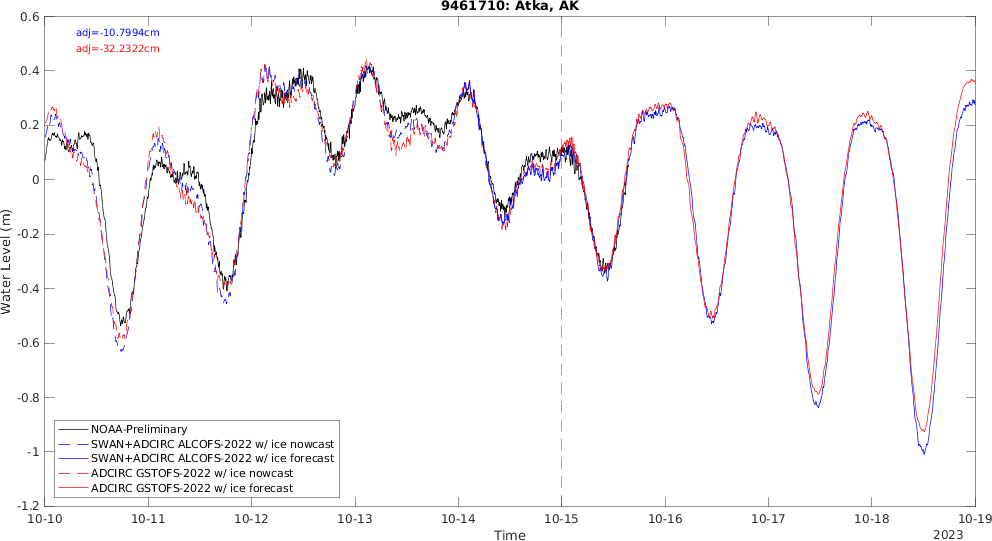 9461710: Atka, AK
adj=-10.7994cm
adj=-32.2322cm
0.6
0.4
0.2
0
-0.2
-0.4
-0.6
-0.8
-1
-1.2
Water Level (m)
NOAA-Preliminary
SWAN+ADCIRC ALCOFS-2022 w/ ice nowcast
SWAN+ADCIRC ALCOFS-2022 w/ ice forecast
ADCIRC GSTOFS-2022 w/ ice nowcast
ADCIRC GSTOFS-2022 w/ ice forecast
10-10 10-11 10-12 10-13 10-14 10-15 10-16 10-17 10-18 10-19
Time
2023